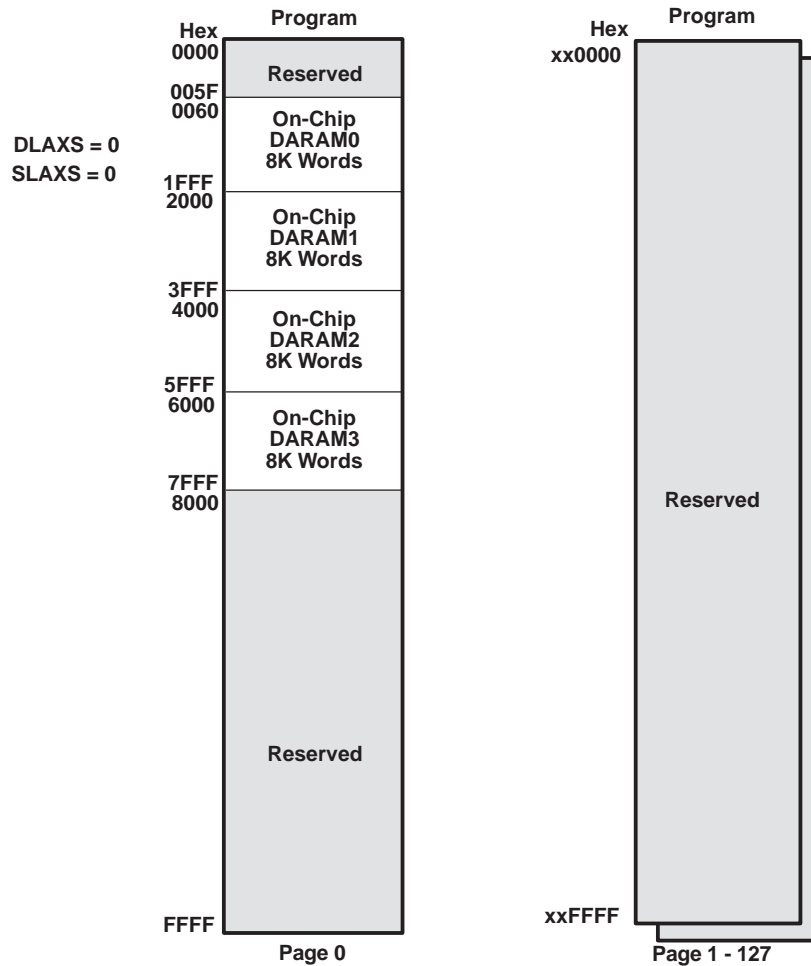 Program
Hex
0000
Reserved
005F
0060
On-Chip
DARAM0
8K Words
DLAXS = 0
SLAXS = 0
1FFF
2000
On-Chip
DARAM1
8K Words
3FFF
4000
On-Chip
DARAM2
8K Words
5FFF
6000
On-Chip
DARAM3
8K Words
7FFF
8000
Reserved
FFFF
Page 0
Program
Hex
xx0000
Reserved
xxFFFF
Page 1 - 127